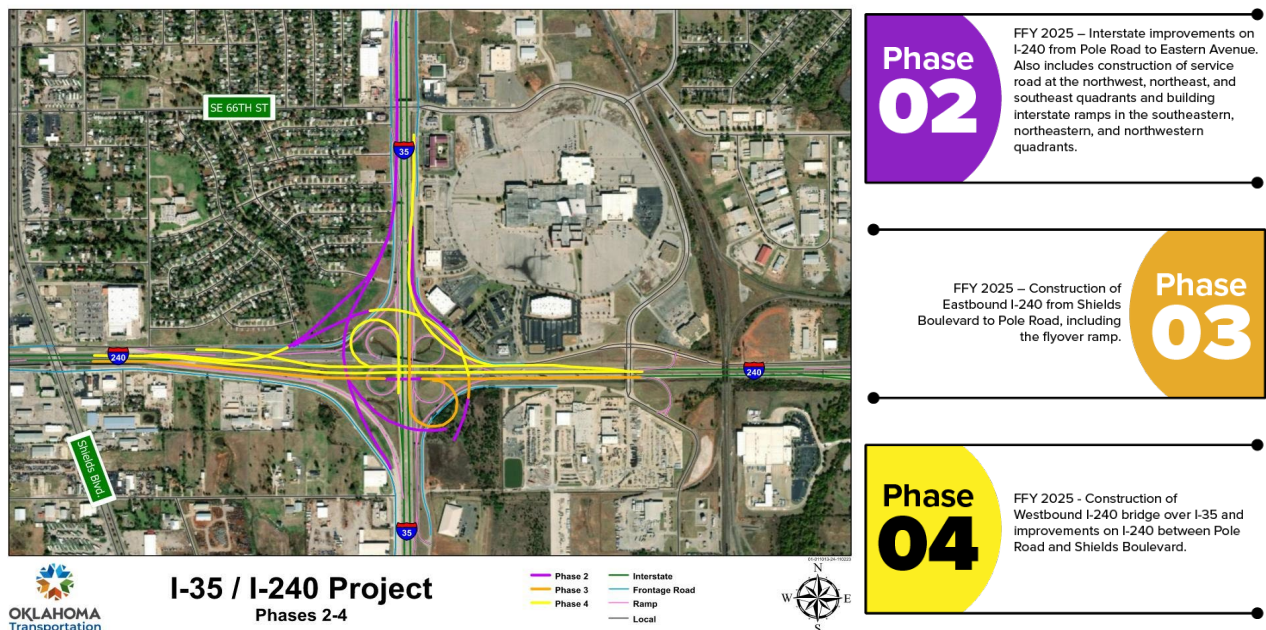 SE 66TH ST
35
240
240
Shields Blvd.
35
OKLAHOMA
Transportation
I-35 / I-240 Project
Phases 2-4
Phase 2
Phase 3
Phase 4
Interstate
Frontage Road
Ramp
Local
N
W
E
S
Phase
02
FFY 2025 – Interstate improvements on
I-240 from Pole Road to Eastern Avenue.
Also includes construction of service
road at the northwest, northeast, and
southeast quadrants and building
interstate ramps in the southeastern,
northeastern, and northwestern
quadrants.
FFY 2025 – Construction of
Eastbound I-240 from Shields
Boulevard to Pole Road, including
the flyover ramp.
Phase
03
Phase
04
FFY 2025 - Construction of
Westbound I-240 bridge over I-35 and
improvements on I-240 between Pole
Road and Shields Boulevard.